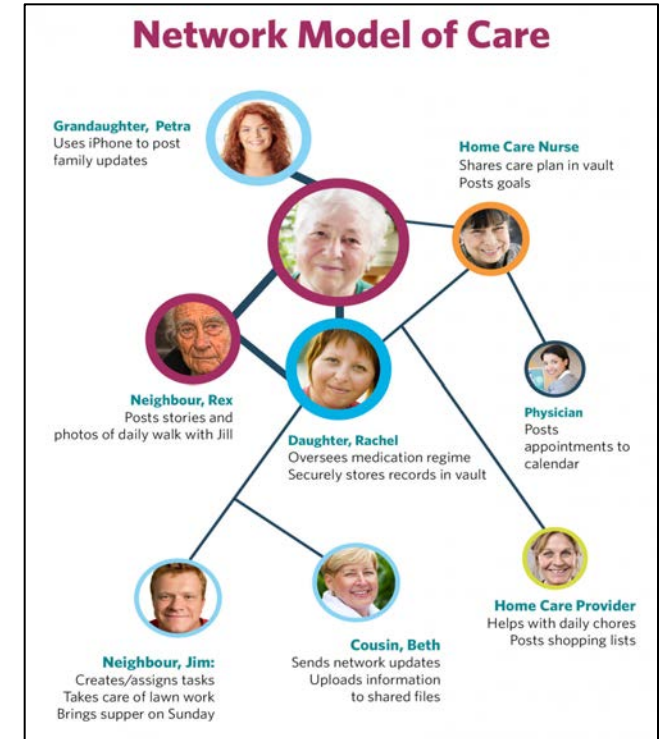 Network Model of Care
Grandaughter, Petra
Uses iPhone to post
family updates
Home Care Nurse
Shares care plan in vault
Posts goals
Neighbour, Rex
Posts stories and
photos of daily walk with Jill
Daughter, Rachel
Oversees medication regime
Securely stores records in vault
Physician
Posts
appointments to
calendar
Neighbour, Jim:
Creates/assigns tasks
Takes care of lawn work
Brings supper on Sunday
Cousin, Beth
Sends network updates
Uploads information
to shared files
Home Care Provider
Helps with daily chores
Posts shopping lists